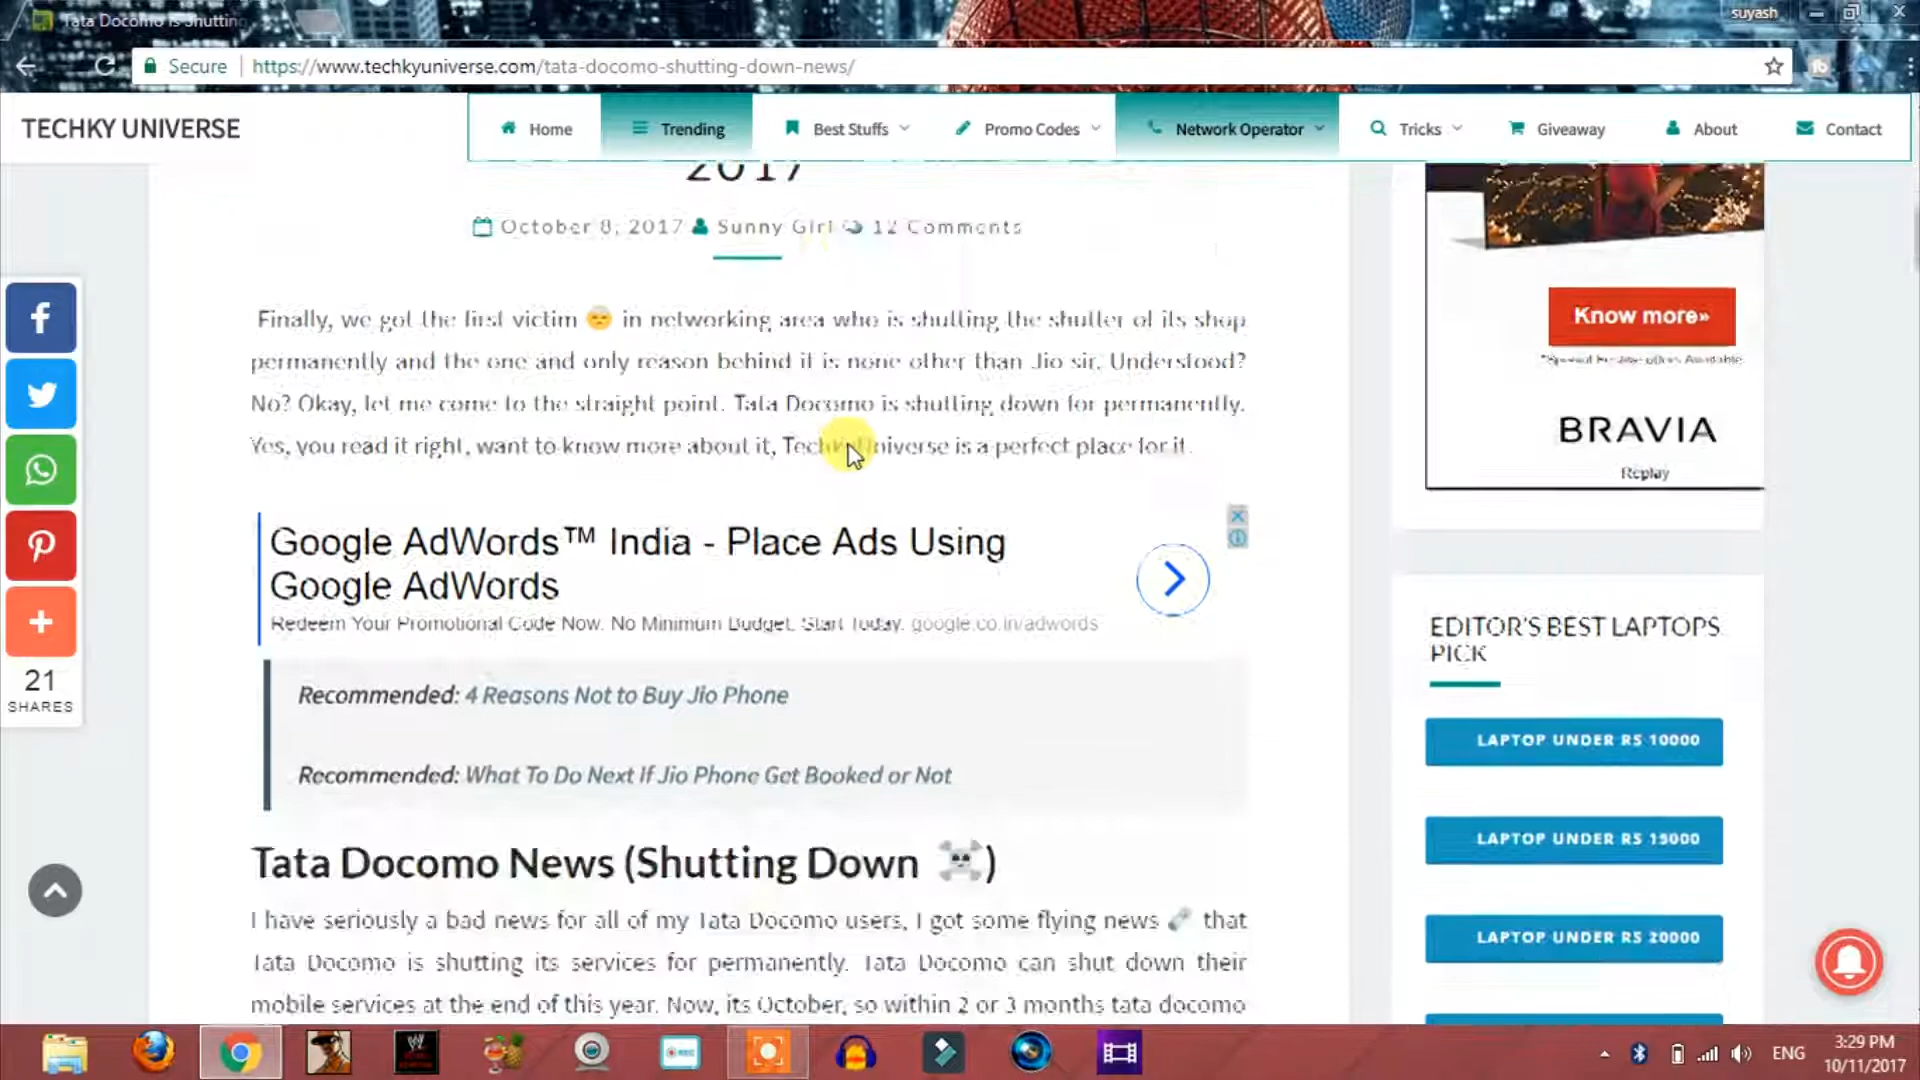 Tata Docomo is Shutting
suyash
Secure
https://www.techkyuniverse.com/tata-docomo-shutting-down-news/
TECHKY UNIVERSE
Home
Trending
Best Stuffs
Promo Codes
Network Operator
Tricks
Giveaway
About
Contact
2017
October 8, 2017 Sunny Girl 12 Comments
Finally, we got the first victim 😔 in networking area who is shutting the shutter of its shop
permanently and the one and only reason behind it is none other than Jio sir. Understood?
No? Okay, let me come to the straight point. Tata Docomo is shutting down for permanently.
Yes, you read it right, want to know more about it, Techky Universe is a perfect place for it.
Google AdWords™ India - Place Ads Using
Google AdWords
Redeem Your Promotional Code Now. No Minimum Budget. Start Today. google.co.in/adwords
Recommended: 4 Reasons Not to Buy Jio Phone
Recommended: What To Do Next If Jio Phone Get Booked or Not
Tata Docomo News (Shutting Down ☠)
I have seriously a bad news for all of my Tata Docomo users, I got some flying news 🗞 that
Tata Docomo is shutting its services for permanently. Tata Docomo can shut down their
mobile services at the end of this year. Now, its October, so within 2 or 3 months tata docomo
21
SHARES
Know more»
BRAVIA
Replay
EDITOR'S BEST LAPTOPS
PICK
LAPTOP UNDER RS 10000
LAPTOP UNDER RS 15000
LAPTOP UNDER RS 20000
ENG
3:29 PM
10/11/2017